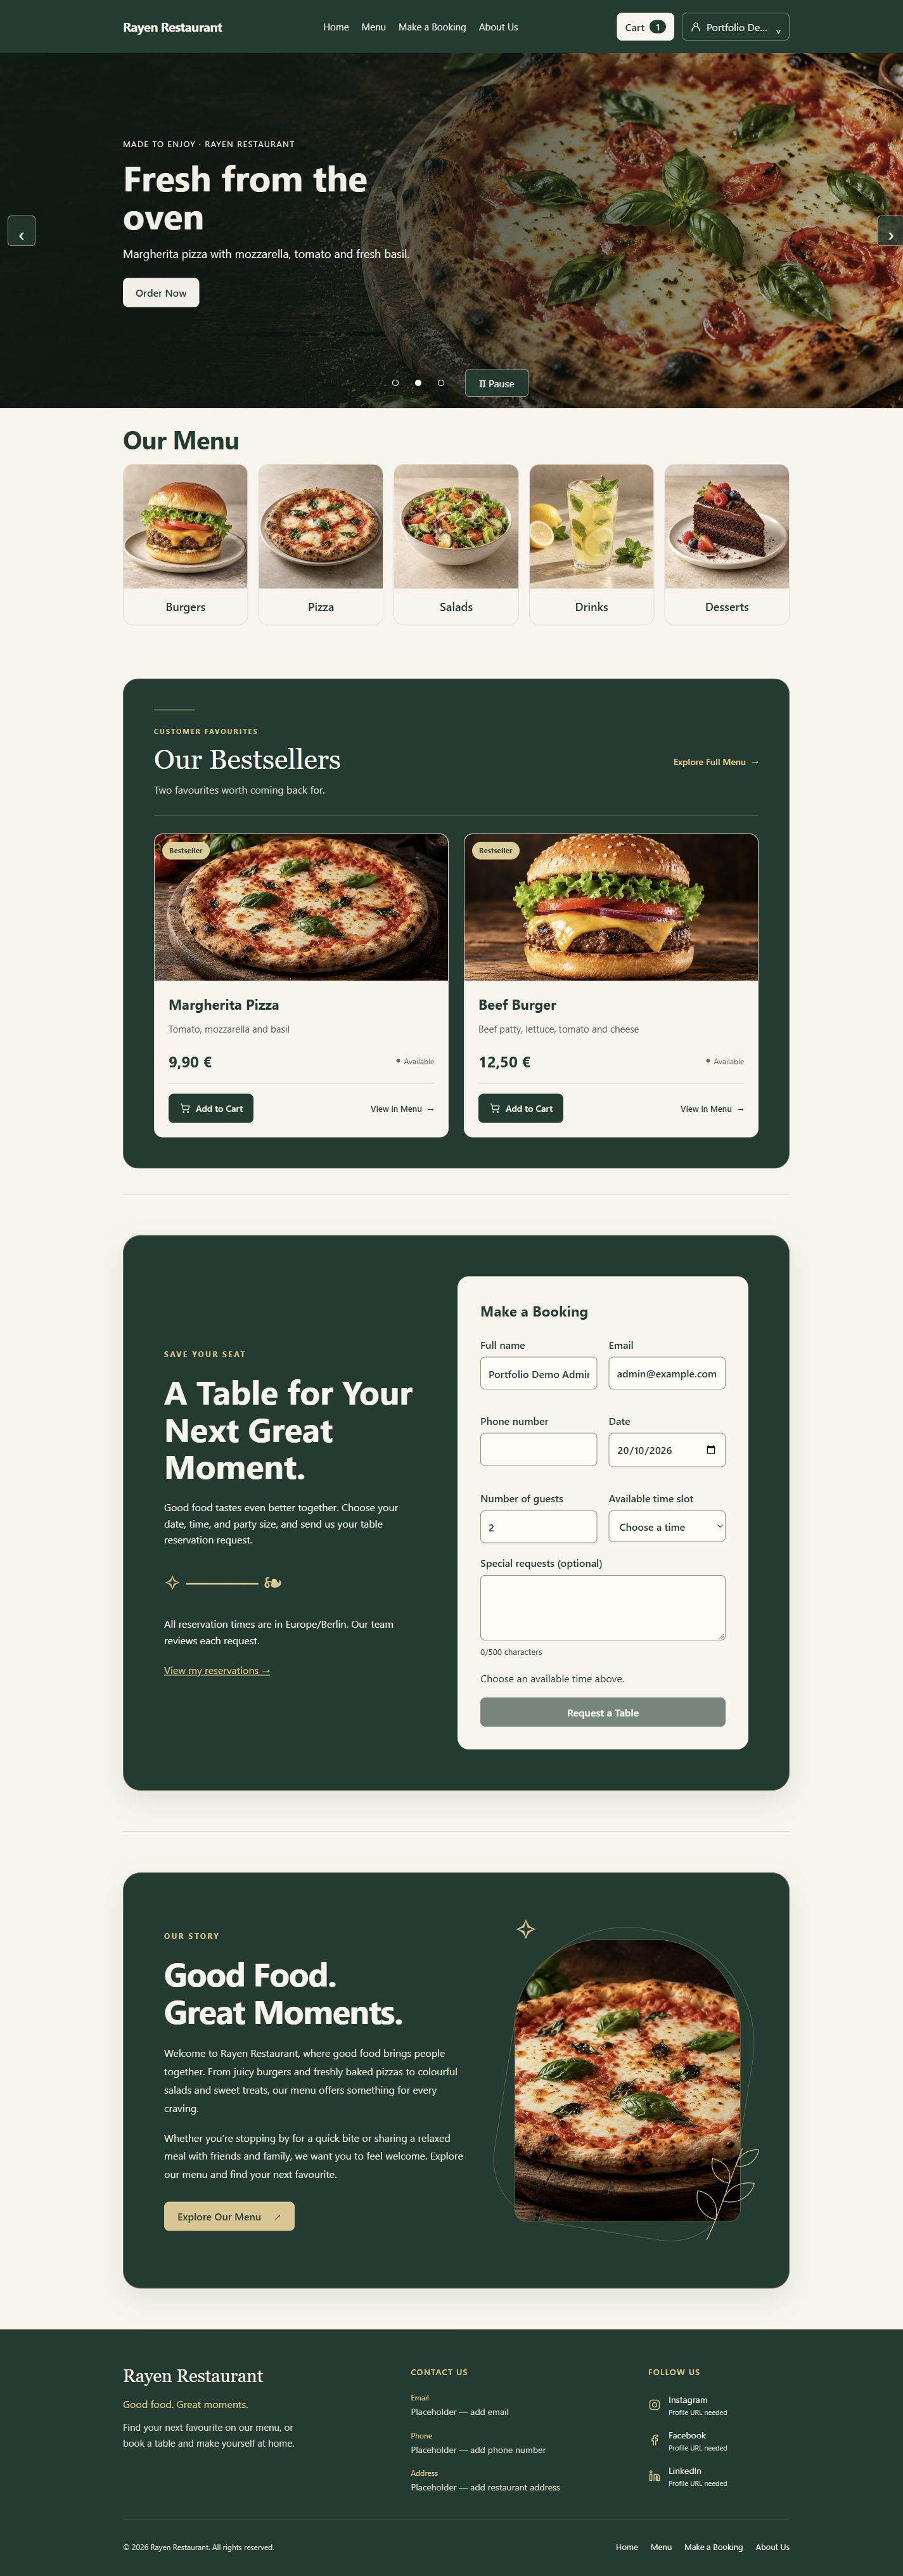 Rayen Restaurant
Home Menu Make a Booking About Us
Cart 1
Portfolio De...
MADE TO ENJOY · RAYEN RESTAURANT
Fresh from the
oven
Margherita pizza with mozzarella, tomato and fresh basil.
Order Now
Pause
Our Menu
Burgers
Pizza
Salads
Drinks
Desserts
CUSTOMER FAVOURITES
Our Bestsellers
Explore Full Menu →
Two favourites worth coming back for.
Bestseller
Margherita Pizza
Tomato, mozzarella and basil
9,90 €
Available
Add to Cart
View in Menu →
Bestseller
Beef Burger
Beef patty, lettuce, tomato and cheese
12,50 €
Available
Add to Cart
View in Menu →
SAVE YOUR SEAT
A Table for Your
Next Great
Moment.
Good food tastes even better together. Choose your
date, time, and party size, and send us your table
reservation request.
All reservation times are in Europe/Berlin. Our team
reviews each request.
View my reservations →
Make a Booking
Full name
Portfolio Demo Admin
Email
admin@example.com
Phone number
Date
20/10/2026
Number of guests
2
Available time slot
Choose a time
Special requests (optional)
0/500 characters
Choose an available time above.
Request a Table
OUR STORY
Good Food.
Great Moments.
Welcome to Rayen Restaurant, where good food brings people
together. From juicy burgers and freshly baked pizzas to colourful
salads and sweet treats, our menu offers something for every
craving.
Whether you're stopping by for a quick bite or sharing a relaxed
meal with friends and family, we want you to feel welcome. Explore
our menu and find your next favourite.
Explore Our Menu ↗
Rayen Restaurant
Good food. Great moments.
Find your next favourite on our menu, or
book a table and make yourself at home.
CONTACT US
Email
Placeholder — add email
Phone
Placeholder — add phone number
Address
Placeholder — add restaurant address
FOLLOW US
Instagram
Profile URL needed
Facebook
Profile URL needed
LinkedIn
Profile URL needed
© 2026 Rayen Restaurant. All rights reserved.
Home Menu Make a Booking About Us